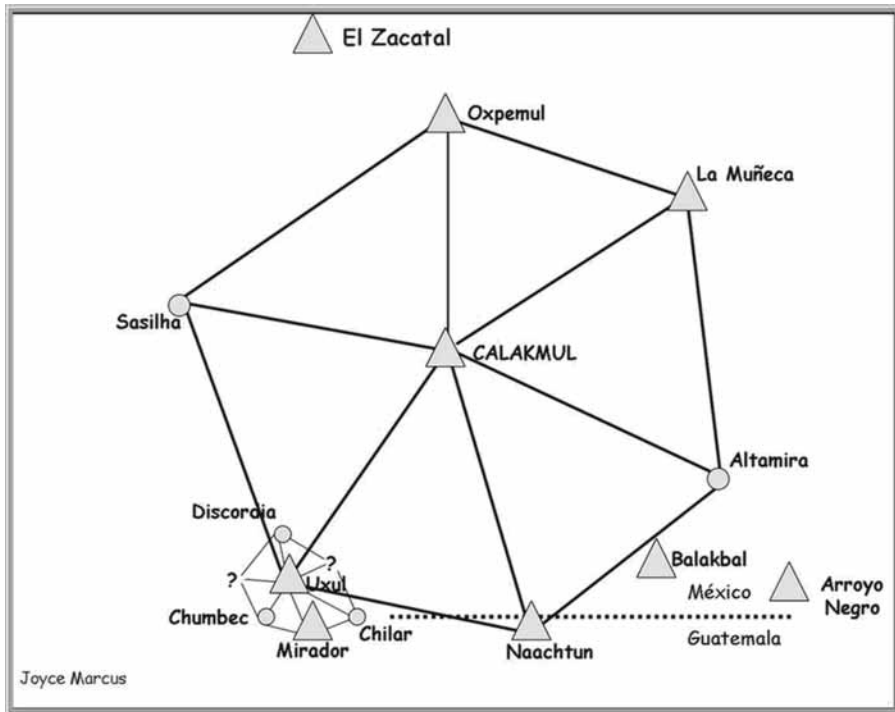 El Zacatal
Oxpemul
La Muñeca
Sasilha
CALAKMUL
Altamira
Discordia
?
Balakbal
?
Uxul
México
Arroyo
Negro
Chumbec
Chilar
Mirador
Naachtun
Guatemala
Joyce Marcus